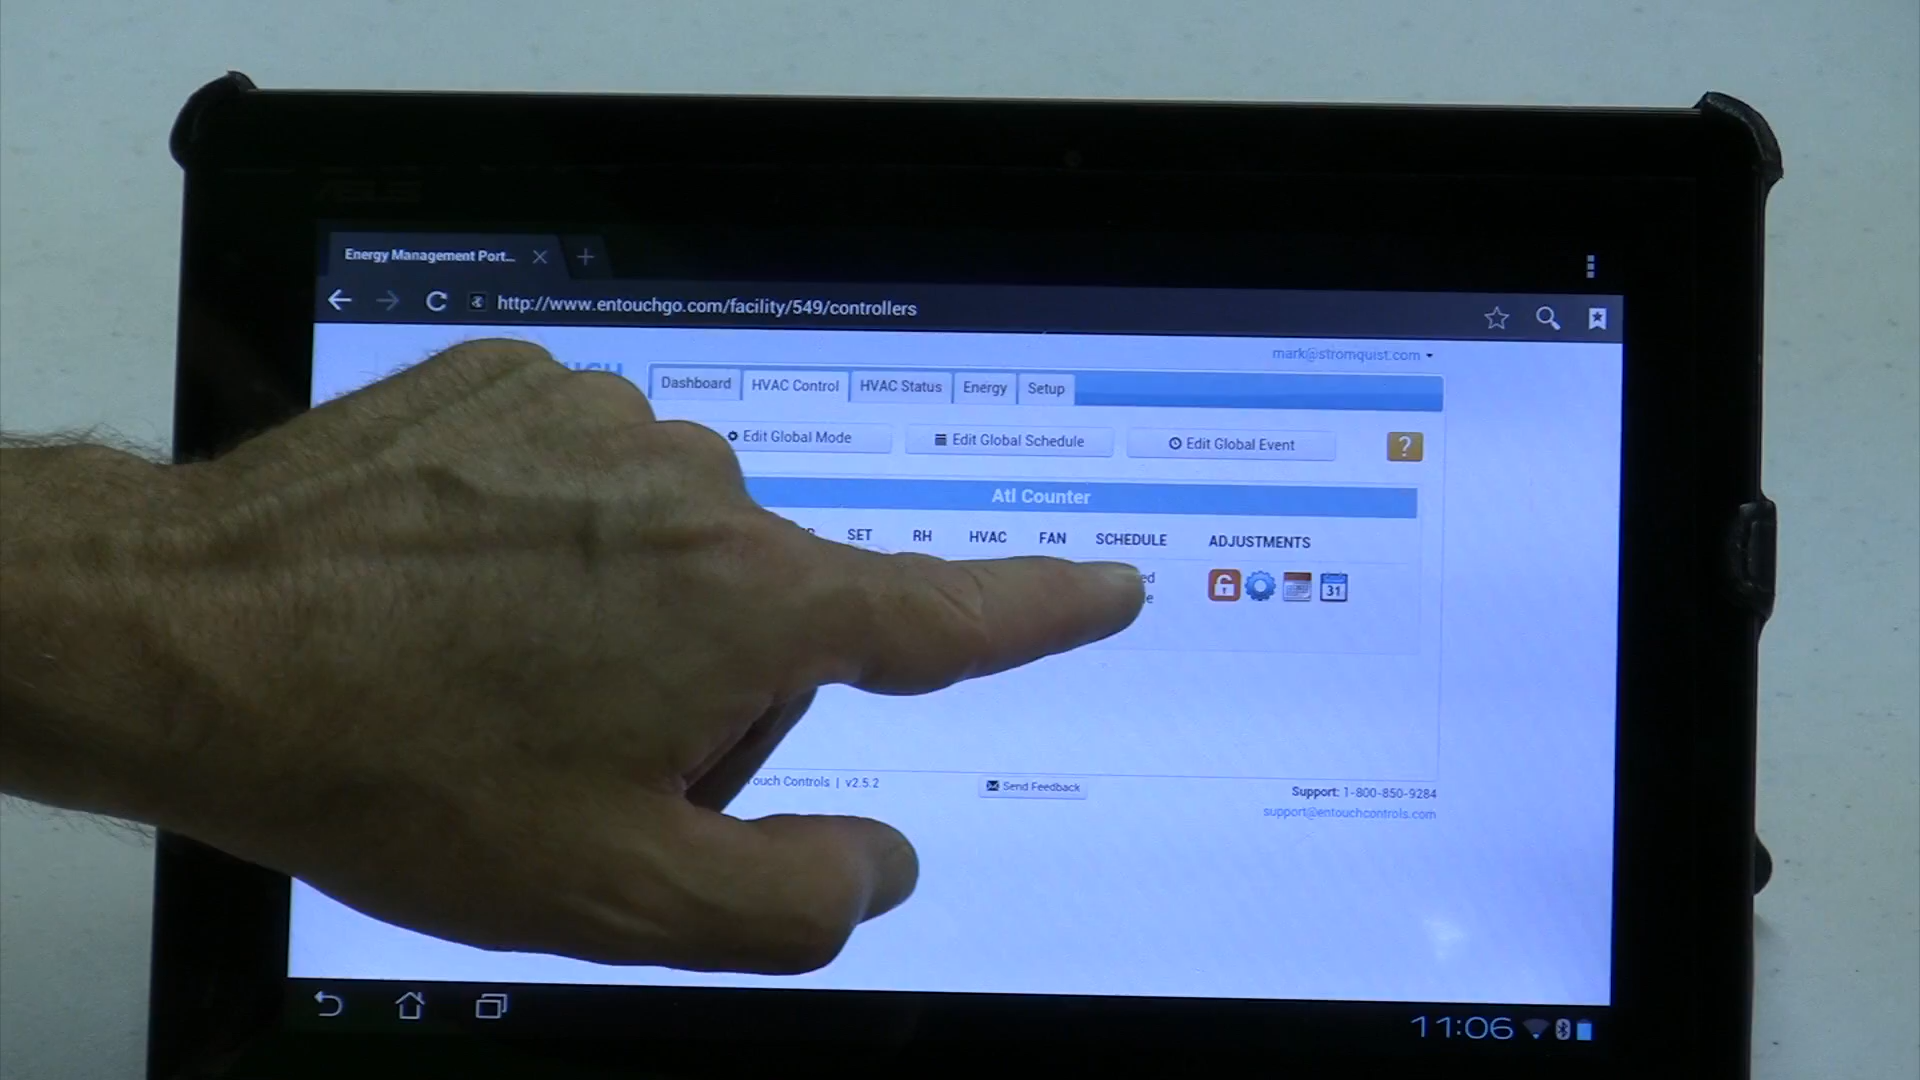 ASUS
Energy Management Port...
http://www.entouchgo.com/facility/549/controllers
mark@stromquist.com
Dashboard HVAC Control HVAC Status Energy Setup
Edit Global Mode Edit Global Schedule Edit Global Event ?
Atl Counter
SET RH HVAC FAN SCHEDULE ADJUSTMENTS
31
ouch Controls | v2.5.2 Send Feedback Support: 1-800-850-9284
support@entouchcontrols.com
11:06